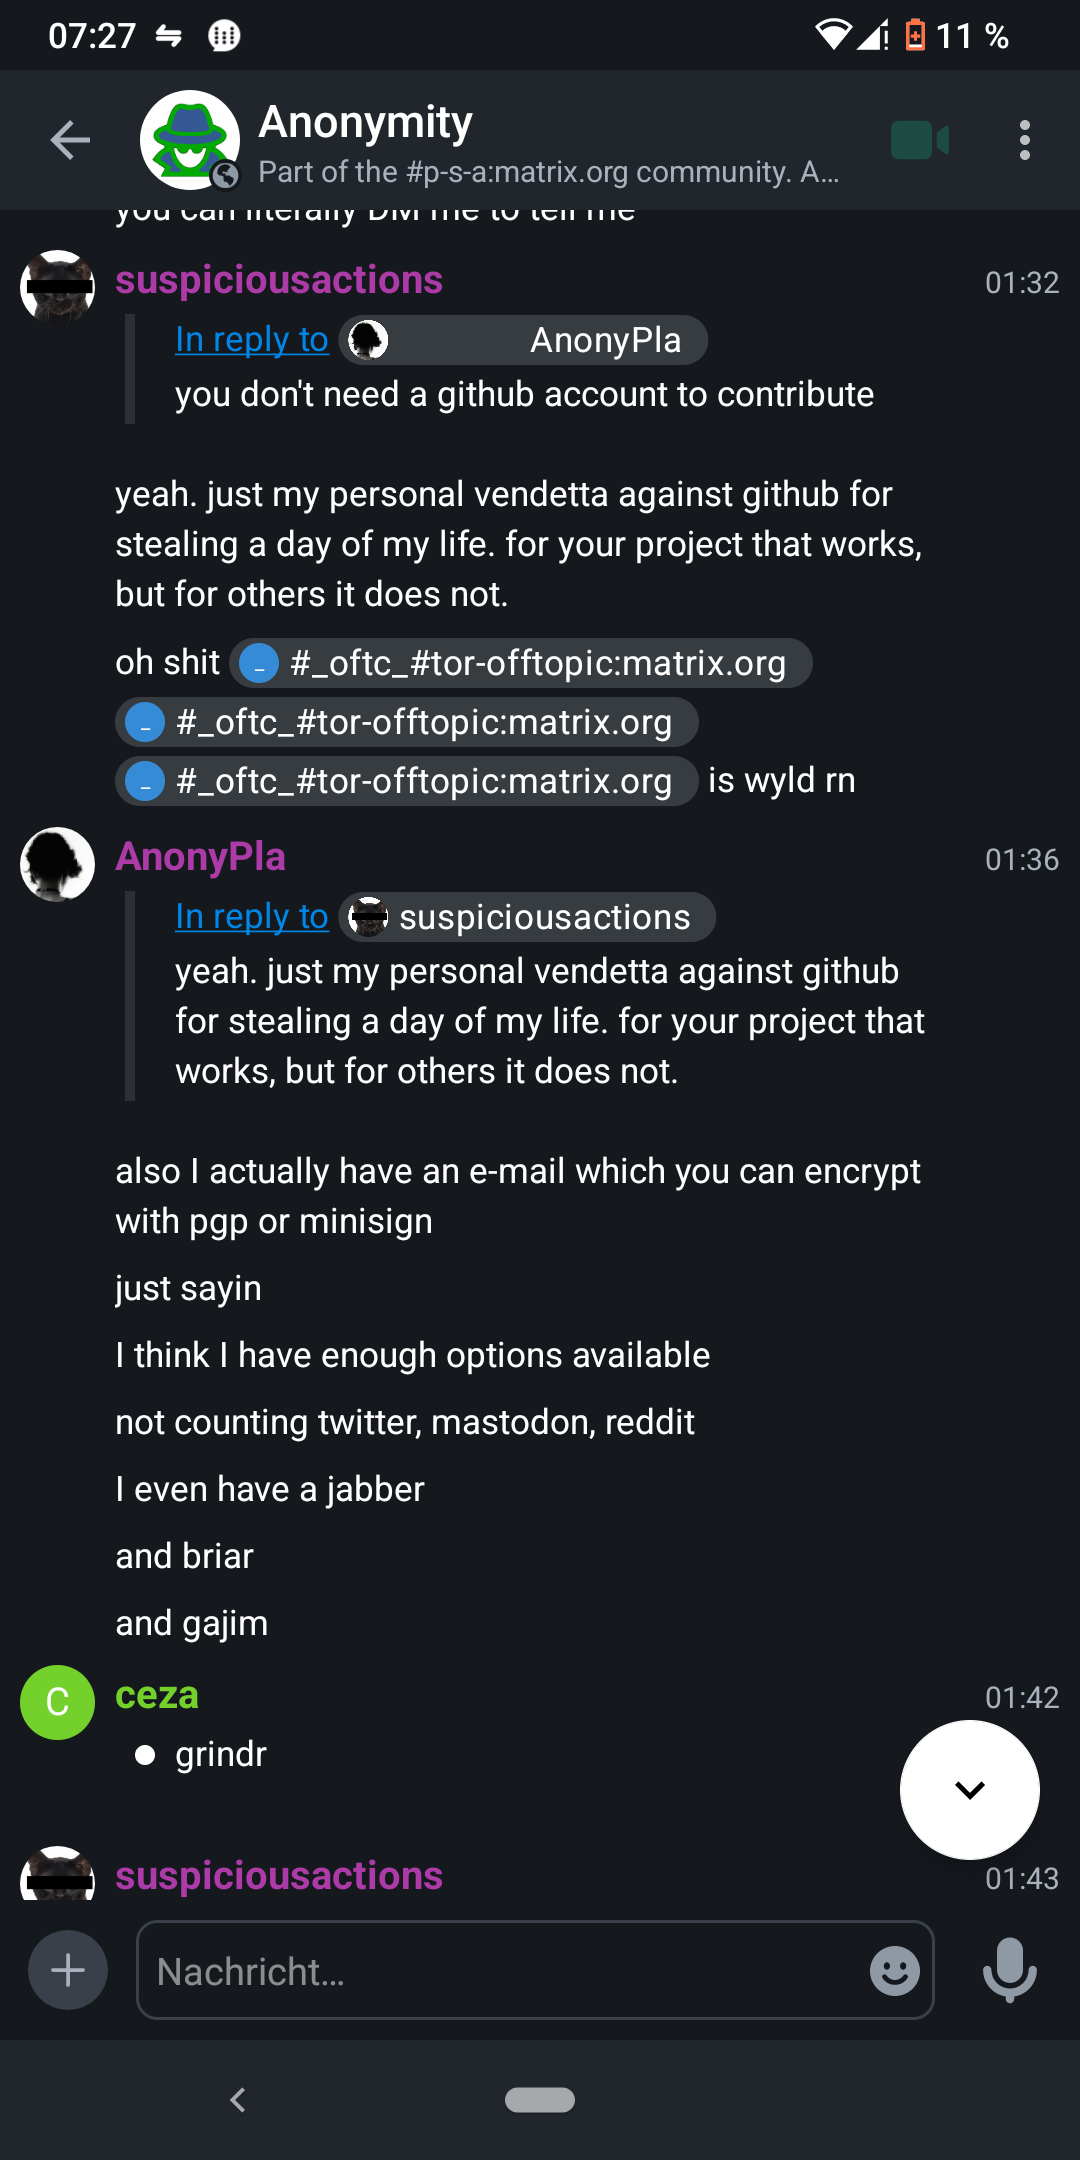 07:27
11 %
Anonymity
Part of the #p-s-a:matrix.org community. A...
you can literally DM me to tell me
suspiciousactions
01:32
In reply to AnonyPla
you don't need a github account to contribute
yeah. just my personal vendetta against github for
stealing a day of my life. for your project that works,
but for others it does not.
oh shit #_oftc_#tor-offtopic:matrix.org
#_oftc_#tor-offtopic:matrix.org
#_oftc_#tor-offtopic:matrix.org is wyld rn
AnonyPla
01:36
In reply to suspiciousactions
yeah. just my personal vendetta against github
for stealing a day of my life. for your project that
works, but for others it does not.
also I actually have an e-mail which you can encrypt
with pgp or minisign
just sayin
I think I have enough options available
not counting twitter, mastodon, reddit
I even have a jabber
and briar
and gajim
C
ceza
01:42
● grindr
suspiciousactions
01:43
Nachricht...